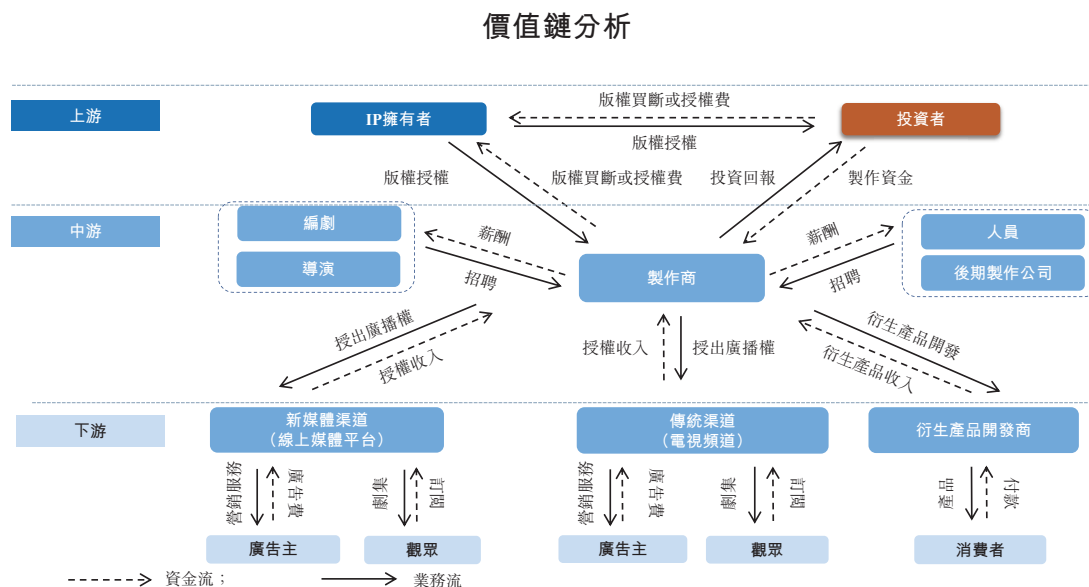 價值鏈分析
上游
IP擁有者
版權買斷或授權費
版權授權
投資者
版權授權
版權買斷或授權費
投資回報
製作資金
中游
編劇
導演
薪酬
招聘
製作商
薪酬
招聘
人員
後期製作公司
授出廣播權
授權收入
授權收入
授出廣播權
衍生產品開發
衍生產品收入
下游
新媒體渠道
(線上媒體平台)
傳統渠道
(電視頻道)
衍生產品開發商
營銷服務
廣告費
劇集
訂閱
營銷服務
廣告費
劇集
訂閱
產品
付款
廣告主
觀眾
廣告主
觀眾
消費者
資金流；
業務流